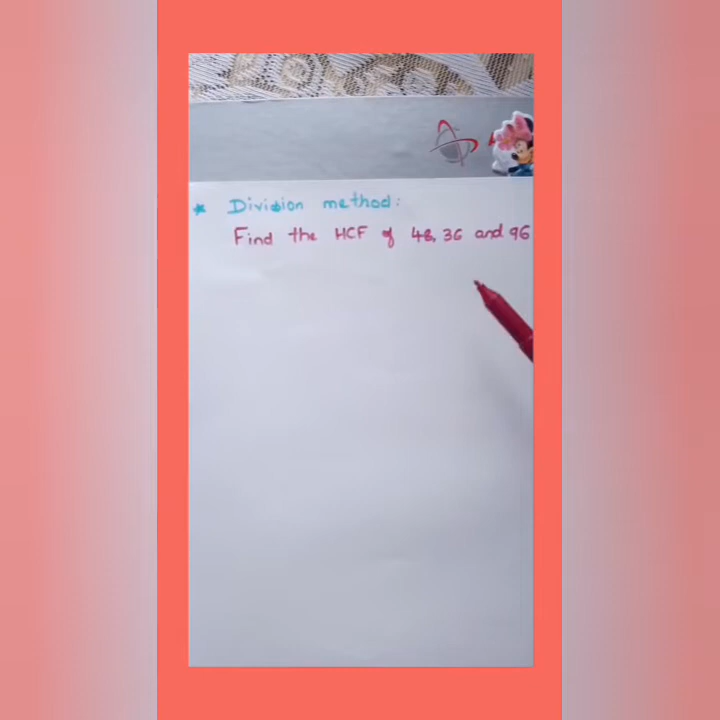 * Division method:
Find the HCF of 48, 36 and 96